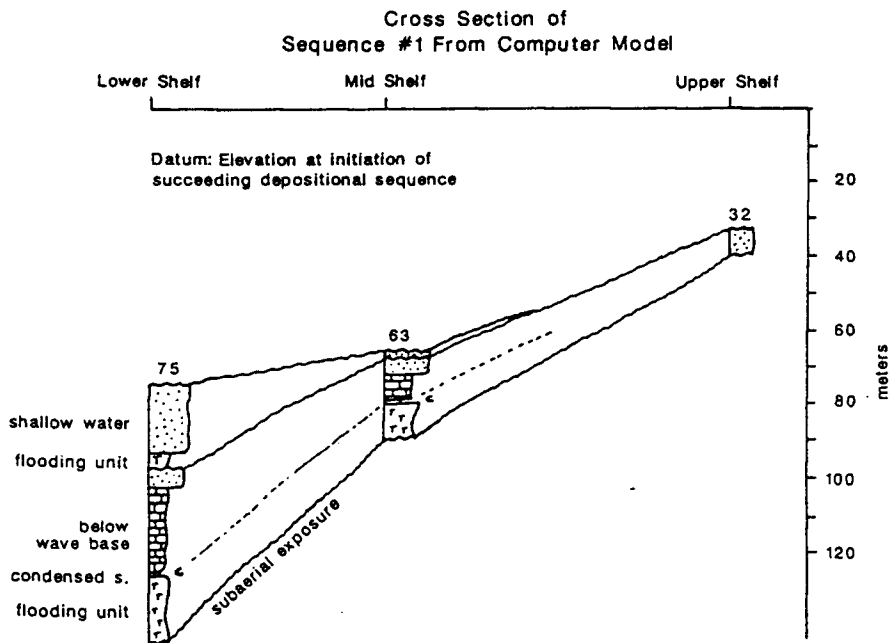 Cross Section of
Sequence #1 From Computer Model
Lower Shelf
Mid Shelf
Upper Shelf
Datum: Elevation at initiation of
succeeding depositional sequence
20
32
40
60
63
75
80
meters
shallow water
flooding unit
100
below
wave base
120
condensed s.
c
c
subaerial exposure
flooding unit